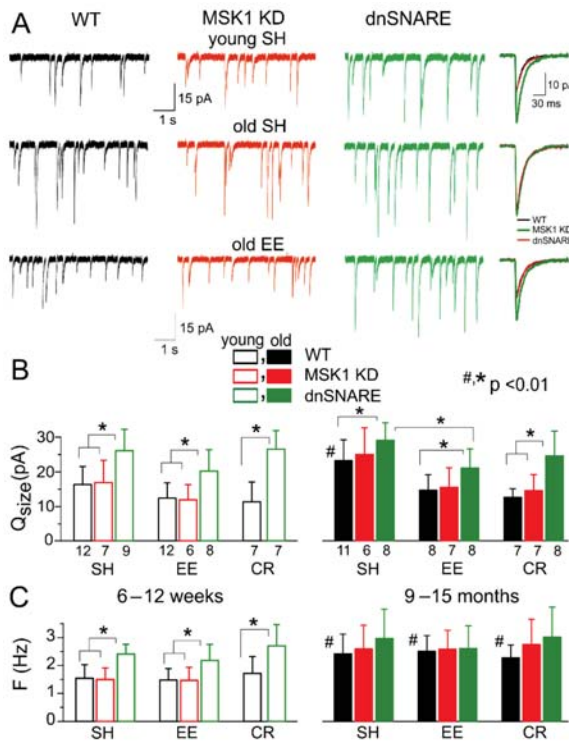 A
WT
MSK1 KD
dnSNARE
young SH
15 pA
1 s
10 p
30 ms
old SH
WT
MSK1 KD
dnSNARE
old EE
15 pA
1 s
young old
B
, WT
, MSK1 KD
, dnSNARE
#,* p <0.01
Qsize(pA)
30
20
10
0
* * *
12 7 9 12 6 8 7 7
SH EE CR
# * * * *
11 6 8 8 7 8 7 7 8
SH EE CR
C
6–12 weeks
9–15 months
F (Hz)
3
2
1
0
* * *
SH EE CR
# # #
SH EE CR